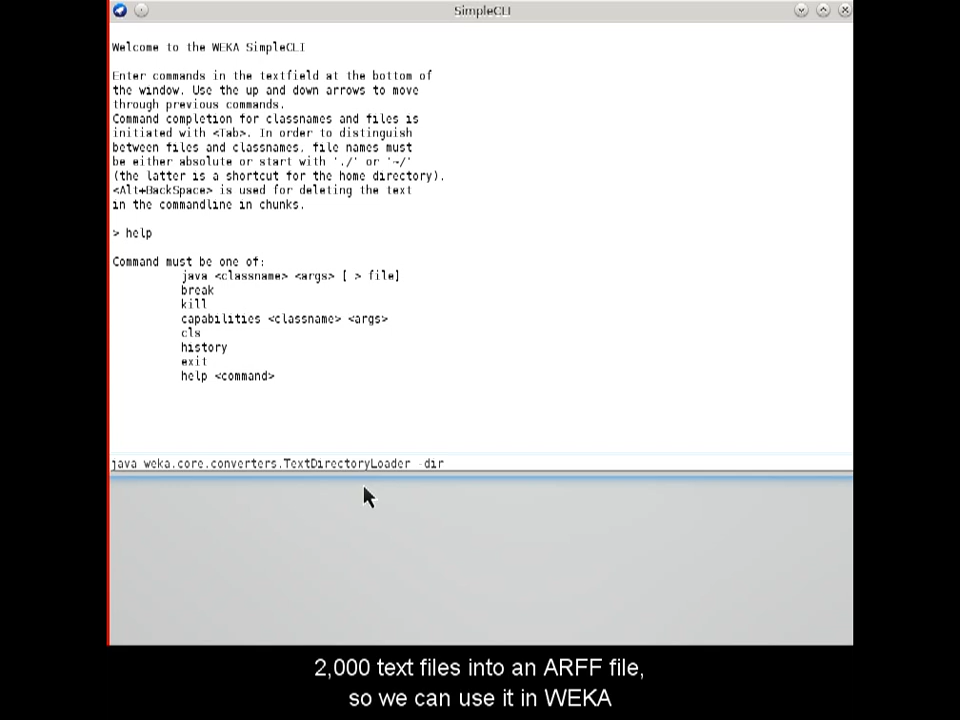 SimpleCLI
Welcome to the WEKA SimpleCLI
Enter commands in the textfield at the bottom of
the window. Use the up and down arrows to move
through previous commands.
Command completion for classnames and files is
initiated with <Tab>. In order to distinguish
between files and classnames, file names must
be either absolute or start with './' or '~/'
(the latter is a shortcut for the home directory).
<Alt+BackSpace> is used for deleting the text
in the commandline in chunks.
> help
Command must be one of:
java <classname> <args> [ > file]
break
kill
capabilities <classname> <args>
cls
history
exit
help <command>
java weka.core.converters.TextDirectoryLoader -dir
2,000 text files into an ARFF file,
so we can use it in WEKA